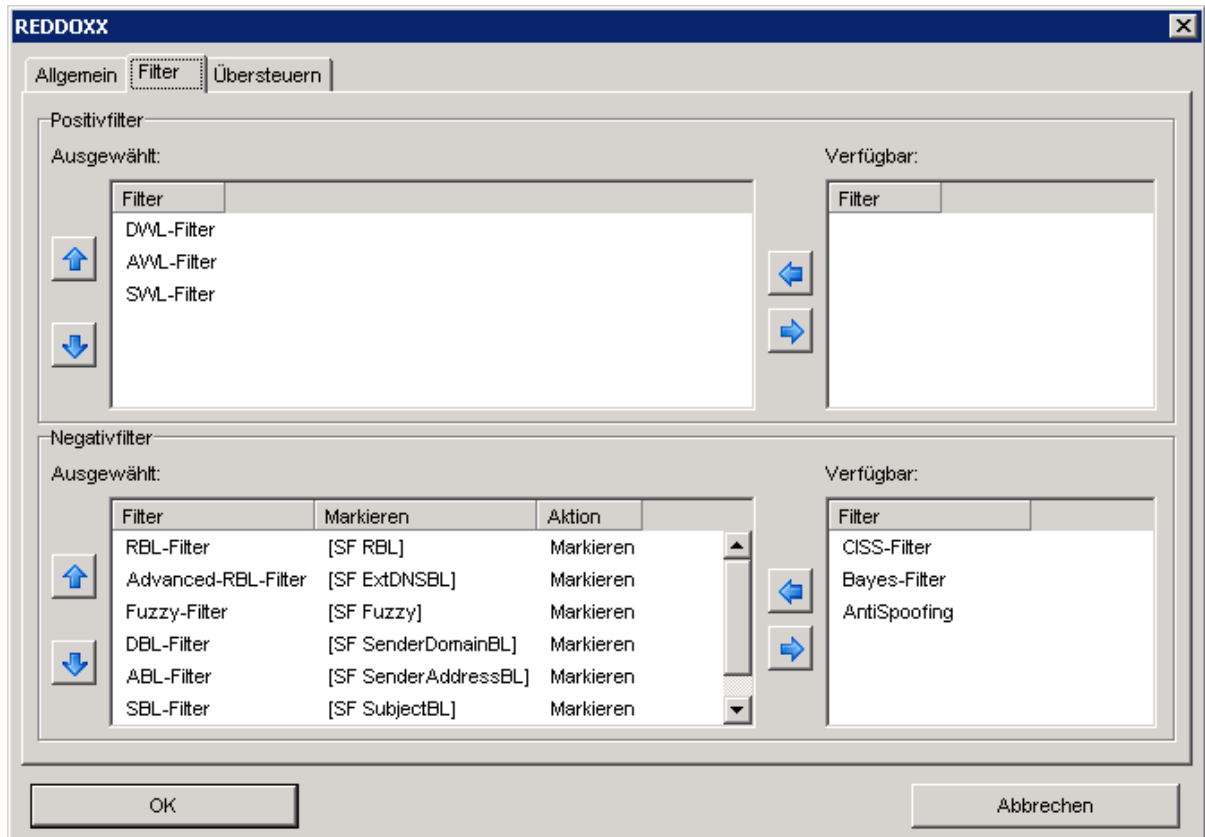 REDDOXX
Allgemein Filter Übersteuern
Positivfilter
Ausgewählt: Verfügbar:
Filter Filter
DWL-Filter
AWL-Filter
SWL-Filter
Negativfilter
Ausgewählt: Verfügbar:
Filter Markieren Aktion Filter
RBL-Filter [SF RBL] Markieren CISS-Filter
Advanced-RBL-Filter [SF ExtDNSBL] Markieren Bayes-Filter
Fuzzy-Filter [SF Fuzzy] Markieren AntiSpoofing
DBL-Filter [SF SenderDomainBL] Markieren
ABL-Filter [SF SenderAddressBL] Markieren
SBL-Filter [SF SubjectBL] Markieren
OK Abbrechen